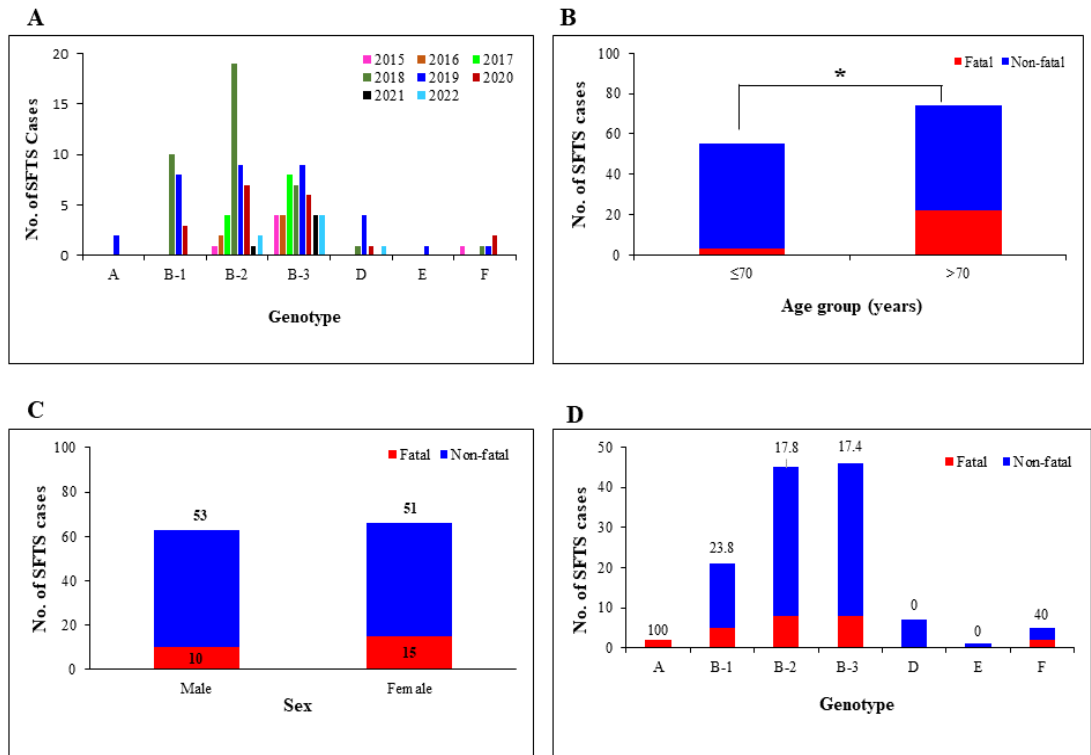 A
No. of SFTS Cases
20
15
10
5
0
2015 2016 2017
2018 2019 2020
2021 2022
A B-1 B-2 B-3 D E F
Genotype
B
No. of SFTS cases
100
80
60
40
20
0
Fatal Non-fatal
*
≤70 >70
Age group (years)
C
No. of SFTS cases
100
80
60
40
20
0
Fatal Non-fatal
53 51
10 15
Male Female
Sex
D
No. of SFTS cases
50
40
30
20
10
0
Fatal Non-fatal
100 23.8 17.8 17.4 0 0 40
A B-1 B-2 B-3 D E F
Genotype